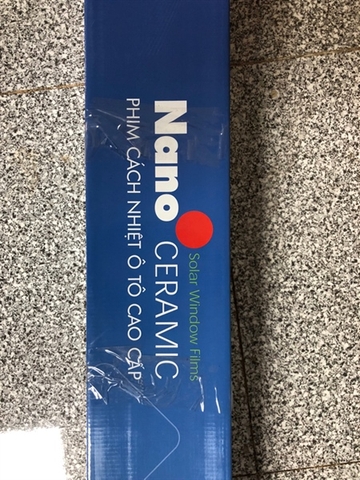 Solar Window Films
Nano CERAMIC
PHIM CÁCH NHIỆT Ô TÔ CAO CẤP